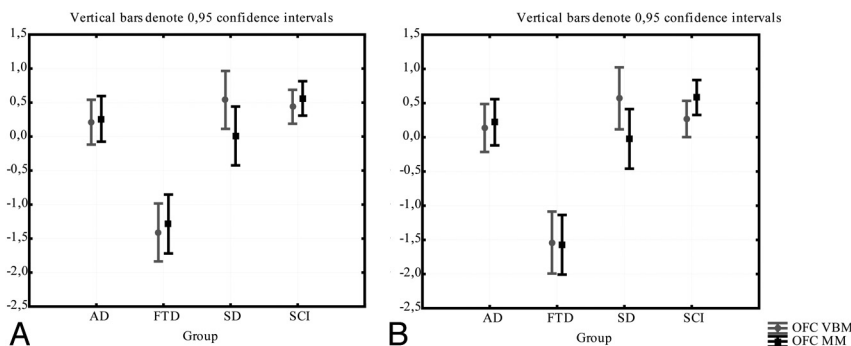 Vertical bars denote 0,95 confidence intervals
1,5
1,0
0,5
0,0
-0,5
-1,0
-1,5
-2,0
-2,5
AD FTD SD SCI
Group
A
Vertical bars denote 0,95 confidence intervals
1,5
1,0
0,5
0,0
-0,5
-1,0
-1,5
-2,0
-2,5
AD FTD SD SCI
Group
B
OFC VBM
OFC MM